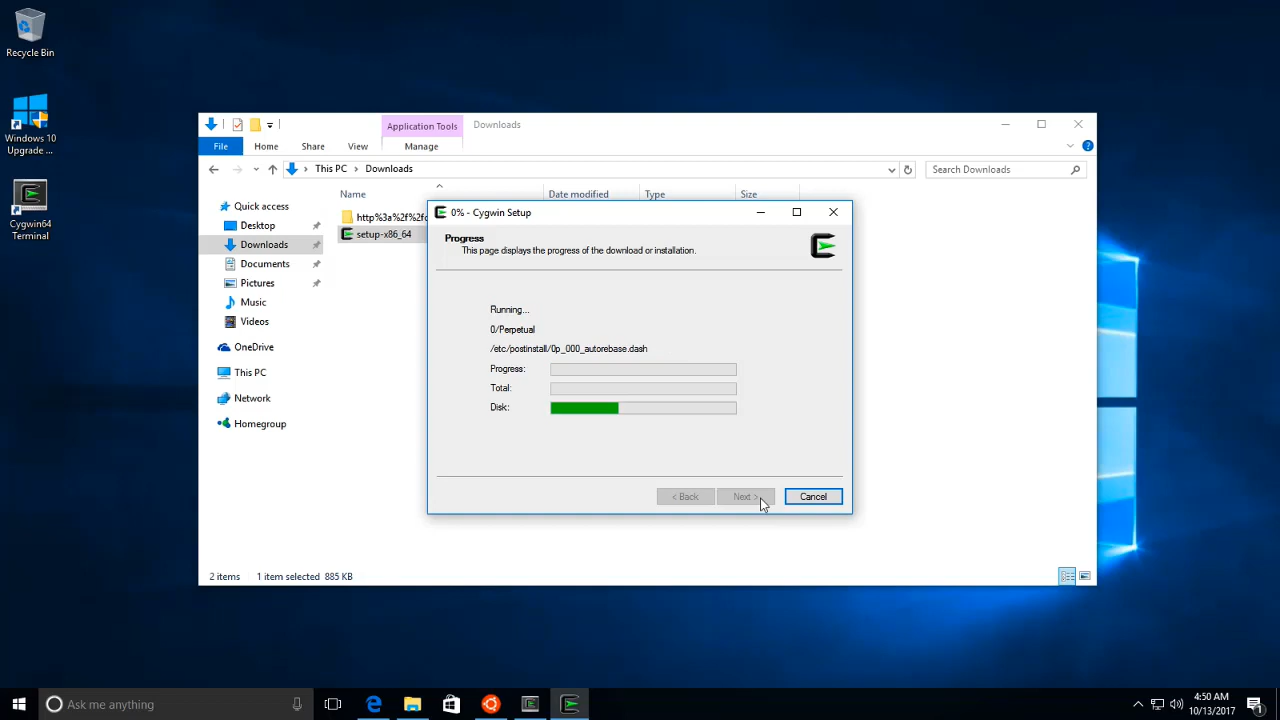 Recycle Bin
Windows 10
Upgrade ...
Cygwin64
Terminal
Application Tools
Downloads
File
Home
Share
View
Manage
This PC > Downloads
Search Downloads
Name
Date modified
Type
Size
Quick access
Desktop
Downloads
Documents
Pictures
Music
Videos
OneDrive
This PC
Network
Homegroup
http%3a%2f%2fc
setup-x86_64
0% - Cygwin Setup
Progress
This page displays the progress of the download or installation.
Running...
0/Perpetual
/etc/postinstall/0p_000_autorebase.dash
Progress:
Total:
Disk:
< Back
Next >
Cancel
2 items
1 item selected 885 KB
Ask me anything
4:50 AM
10/13/2017
1